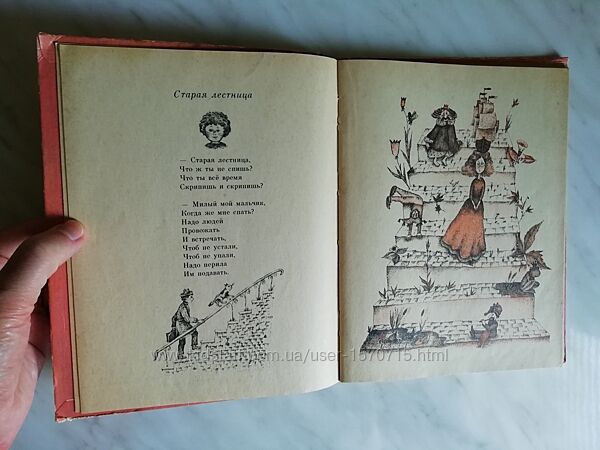 Старая лестница
— Старая лестница,
Что ж ты не спишь?
Что ты всё время
Скрипишь и скрипишь?
— Милый мой мальчик,
Когда же мне спать?
Надо людей
Провожать
И встречать,
Чтоб не устали,
Чтоб не упали,
Надо перила
Им подавать.